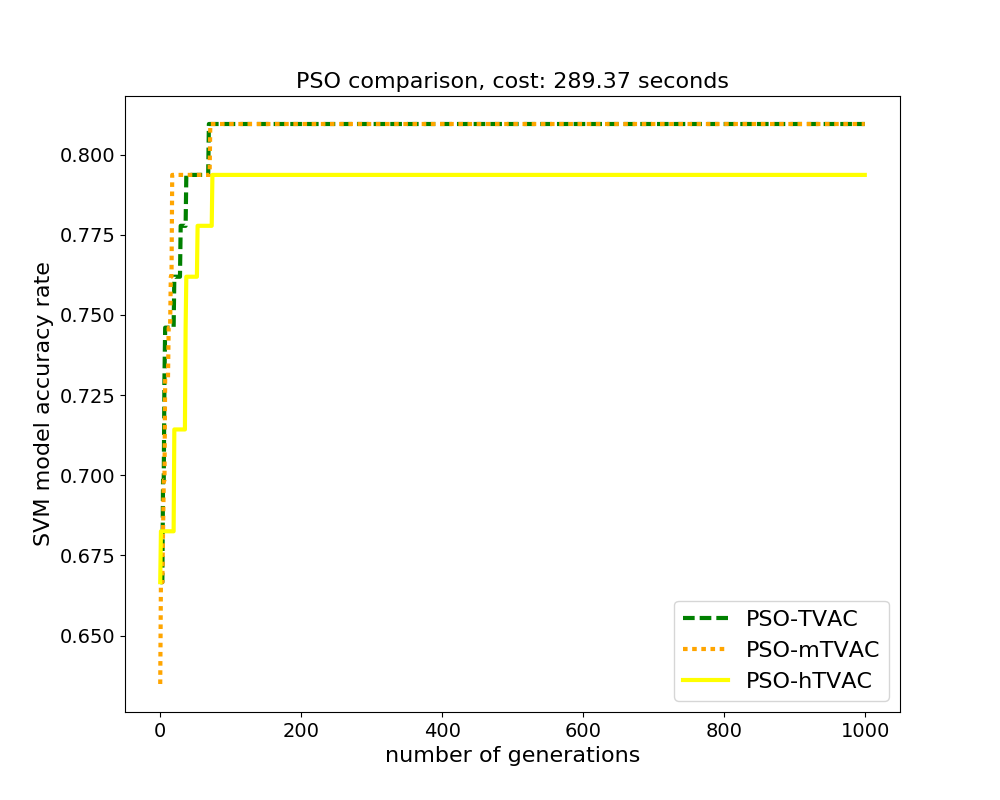 PSO comparison, cost: 289.37 seconds
SVM model accuracy rate
0.800
0.775
0.750
0.725
0.700
0.675
0.650
0 200 400 600 800 1000
number of generations
PSO-TVAC
PSO-mTVAC
PSO-hTVAC